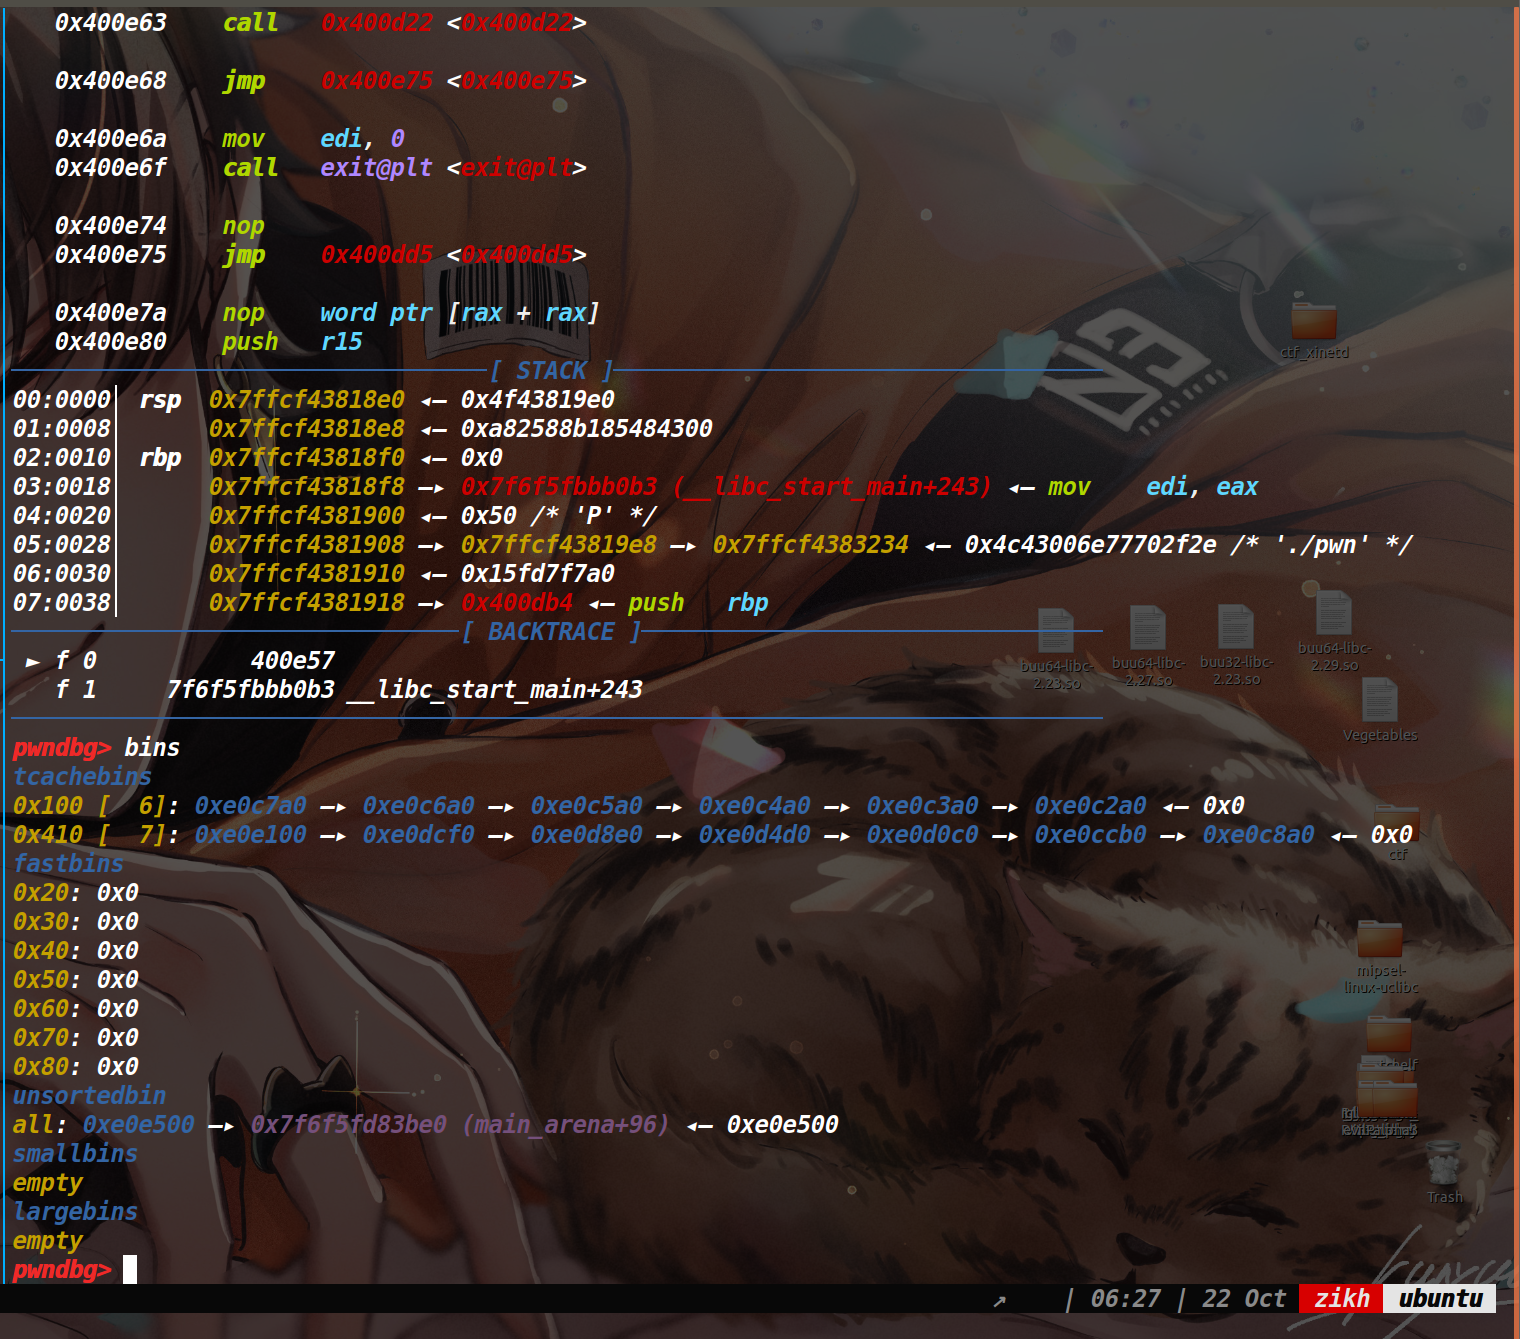 0x400e63    call   0x400d22 <0x400d22>
0x400e68    jmp    0x400e75 <0x400e75>
0x400e6a    mov    edi, 0
0x400e6f    call   exit@plt <exit@plt>
0x400e74    nop
0x400e75    jmp    0x400dd5 <0x400dd5>
0x400e7a    nop    word ptr [rax + rax]
0x400e80    push   r15
[ STACK ]
00:0000│ rsp  0x7ffcf43818e0 ◂— 0x4f43819e0
01:0008│      0x7ffcf43818e8 ◂— 0xa82588b185484300
02:0010│ rbp  0x7ffcf43818f0 ◂— 0x0
03:0018│      0x7ffcf43818f8 —▸ 0x7f6f5fbbb0b3 (__libc_start_main+243) ◂— mov    edi, eax
04:0020│      0x7ffcf4381900 ◂— 0x50 /* 'P' */
05:0028│      0x7ffcf4381908 —▸ 0x7ffcf43819e8 —▸ 0x7ffcf4383234 ◂— 0x4c43006e77702f2e /* './pwn' */
06:0030│      0x7ffcf4381910 ◂— 0x15fd7f7a0
07:0038│      0x7ffcf4381918 —▸ 0x400db4 ◂— push   rbp
[ BACKTRACE ]
► f 0           400e57
f 1     7f6f5fbbb0b3 __libc_start_main+243
pwndbg> bins
tcachebins
0x100 [  6]: 0xe0c7a0 —▸ 0xe0c6a0 —▸ 0xe0c5a0 —▸ 0xe0c4a0 —▸ 0xe0c3a0 —▸ 0xe0c2a0 ◂— 0x0
0x410 [  7]: 0xe0e100 —▸ 0xe0dcf0 —▸ 0xe0d8e0 —▸ 0xe0d4d0 —▸ 0xe0d0c0 —▸ 0xe0ccb0 —▸ 0xe0c8a0 ◂— 0x0
fastbins
0x20: 0x0
0x30: 0x0
0x40: 0x0
0x50: 0x0
0x60: 0x0
0x70: 0x0
0x80: 0x0
unsortedbin
all: 0xe0e500 —▸ 0x7f6f5fd83be0 (main_arena+96) ◂— 0xe0e500
smallbins
empty
largebins
empty
pwndbg>
↗    | 06:27 | 22 Oct zikh ubuntu
ctf_xinetd
buu64-libc-
2.23.so
buu64-libc-
2.27.so
buu32-libc-
2.23.so
buu64-libc-
2.29.so
Vegetables
ctf
mipsel-
linux-uclibc
Trash